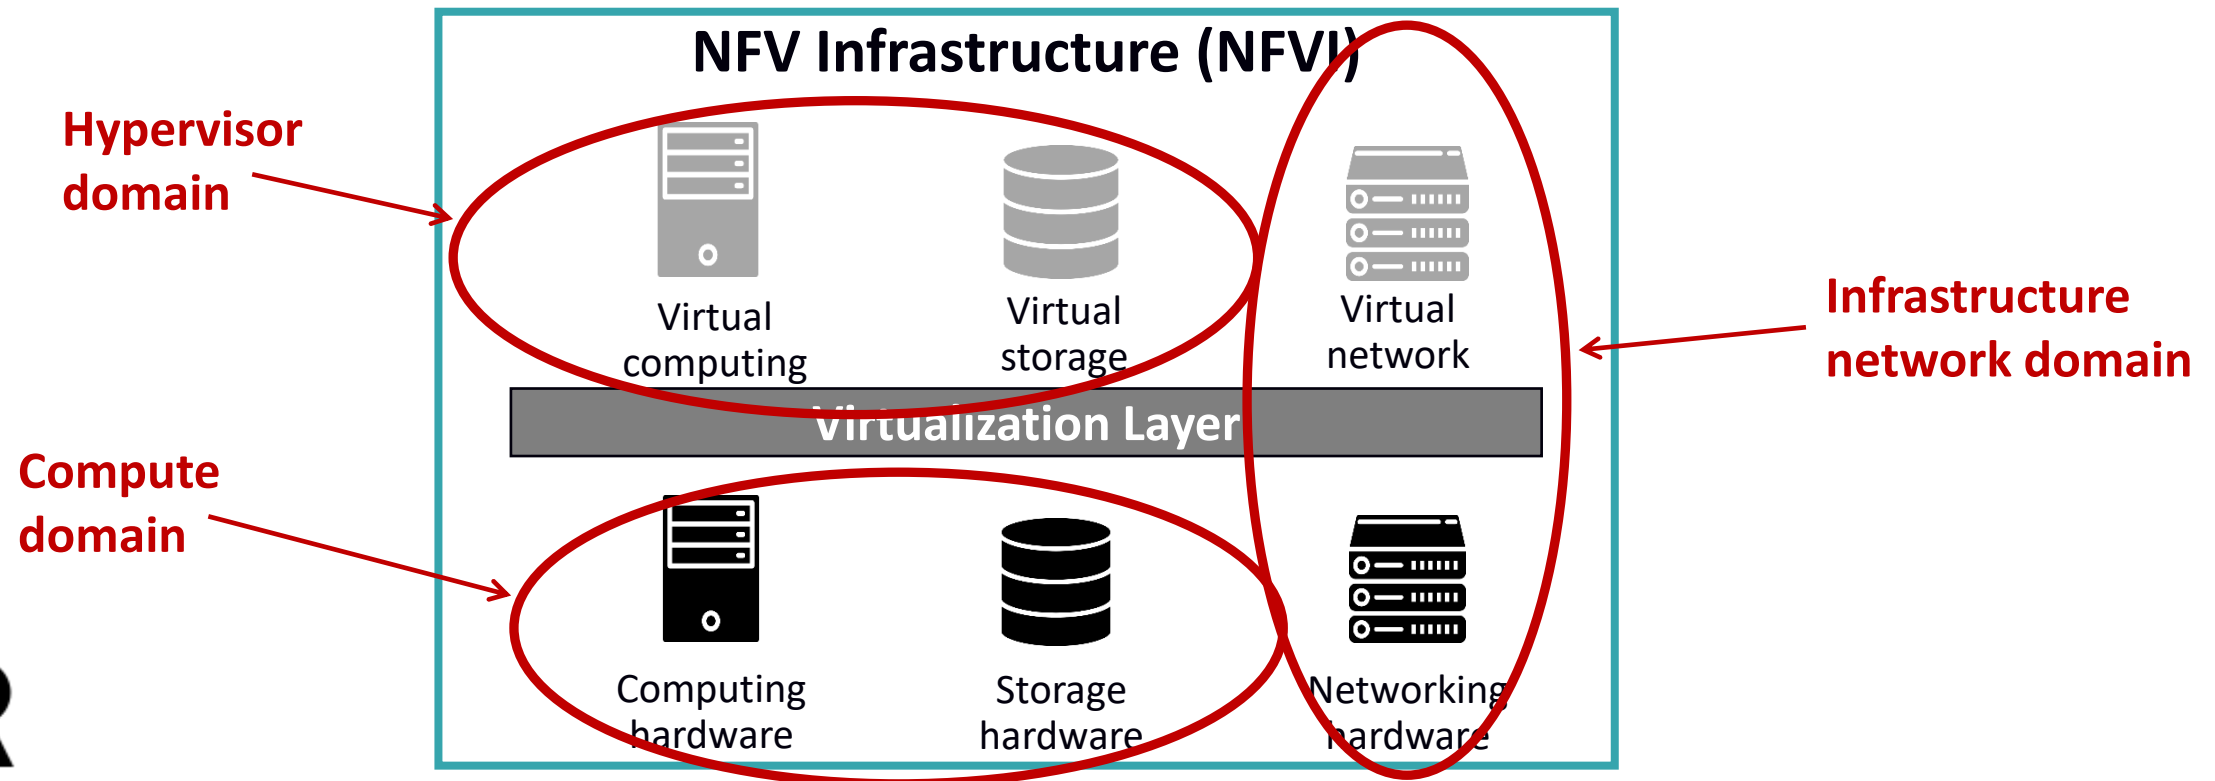 NFV Infrastructure (NFVI)
Hypervisor
domain
Virtual
computing
Virtual
storage
Virtual
network
Infrastructure
network domain
Virtualization Layer
Compute
domain
Computing
hardware
Storage
hardware
Networking
hardware
R